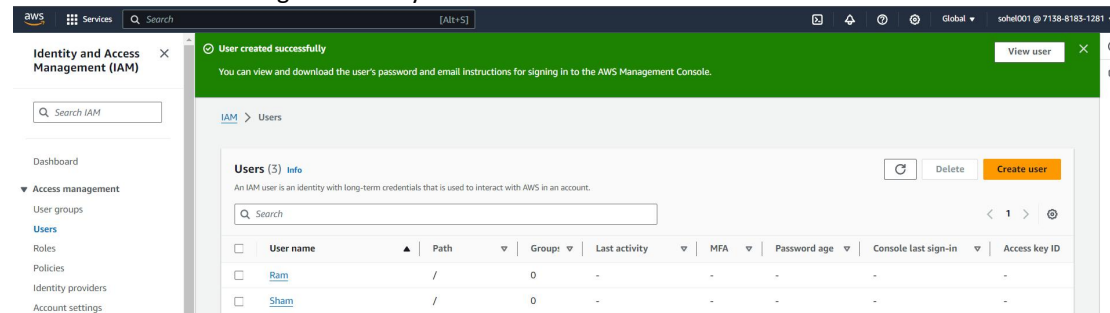 aws Services Search [Alt+S] Global sohel001 @ 7138-8183-1281
Identity and Access Management (IAM)
Search IAM
Dashboard
Access management
User groups
Users
Roles
Policies
Identity providers
Account settings
User created successfully
View user
You can view and download the user's password and email instructions for signing in to the AWS Management Console.
IAM > Users
Users (3) Info
Delete
Create user
An IAM user is an identity with long-term credentials that is used to interact with AWS in an account.
Search
1
User name Path Groups Last activity MFA Password age Console last sign-in Access key ID
Ram / 0 - - - - -
Sham / 0 - - - - -